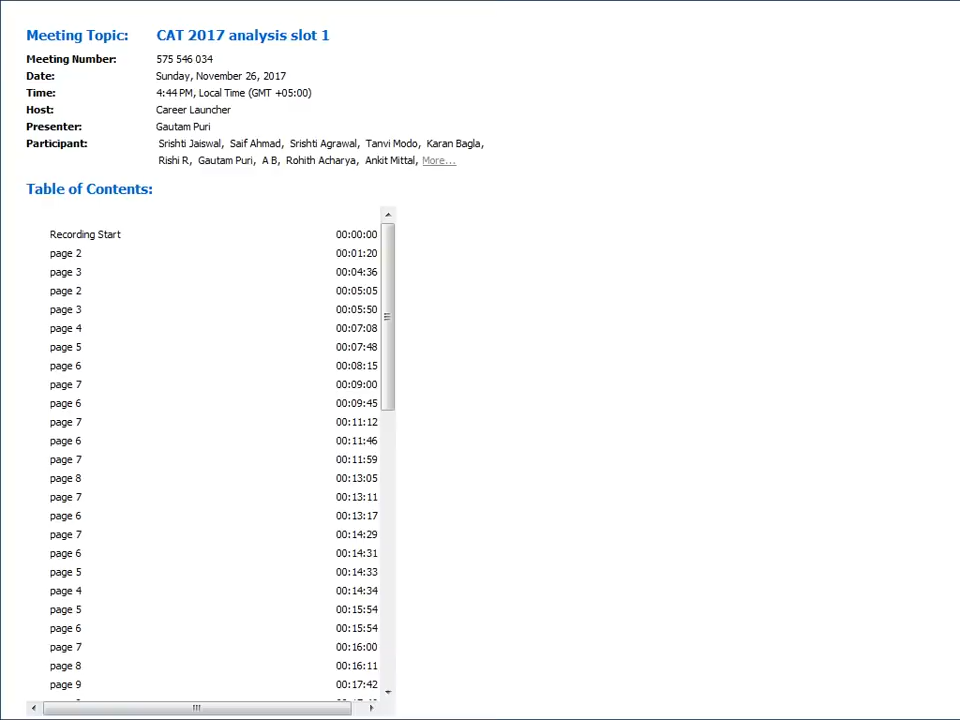 Meeting Topic: CAT 2017 analysis slot 1
Meeting Number: 575 546 034
Date: Sunday, November 26, 2017
Time: 4:44 PM, Local Time (GMT +05:00)
Host: Career Launcher
Presenter: Gautam Puri
Participant: Srishti Jaiswal, Saif Ahmad, Srishti Agrawal, Tanvi Modo, Karan Bagla,
Rishi R, Gautam Puri, A B, Rohith Acharya, Ankit Mittal, More...
Table of Contents:
Recording Start 00:00:00
page 2 00:01:20
page 3 00:04:36
page 2 00:05:05
page 3 00:05:50
page 4 00:07:08
page 5 00:07:48
page 6 00:08:15
page 7 00:09:00
page 6 00:09:45
page 7 00:11:12
page 6 00:11:46
page 7 00:11:59
page 8 00:13:05
page 7 00:13:11
page 6 00:13:17
page 7 00:14:29
page 6 00:14:31
page 5 00:14:33
page 4 00:14:34
page 5 00:15:54
page 6 00:15:54
page 7 00:16:00
page 8 00:16:11
page 9 00:17:42